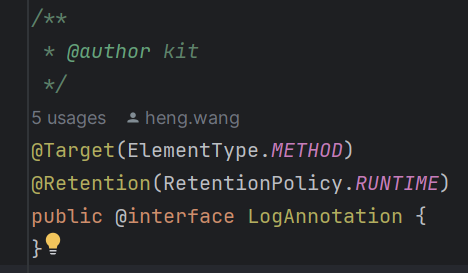 /**
 * @author kit
 */
5 usages heng.wang
@Target(ElementType.METHOD)
@Retention(RetentionPolicy.RUNTIME)
public @interface LogAnnotation {
}